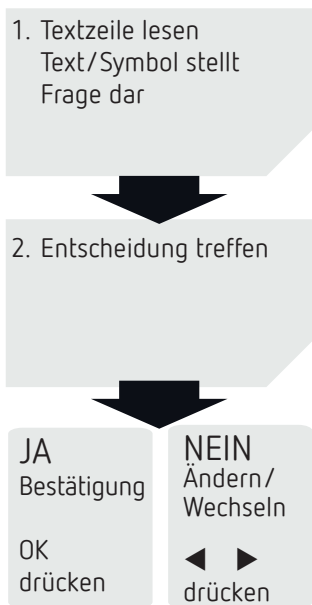 1. Textzeile lesen
Text/Symbol stellt
Frage dar
2. Entscheidung treffen
JA
Bestätigung
OK
drücken
NEIN
Ändern/
Wechseln
◀ ▶
drücken